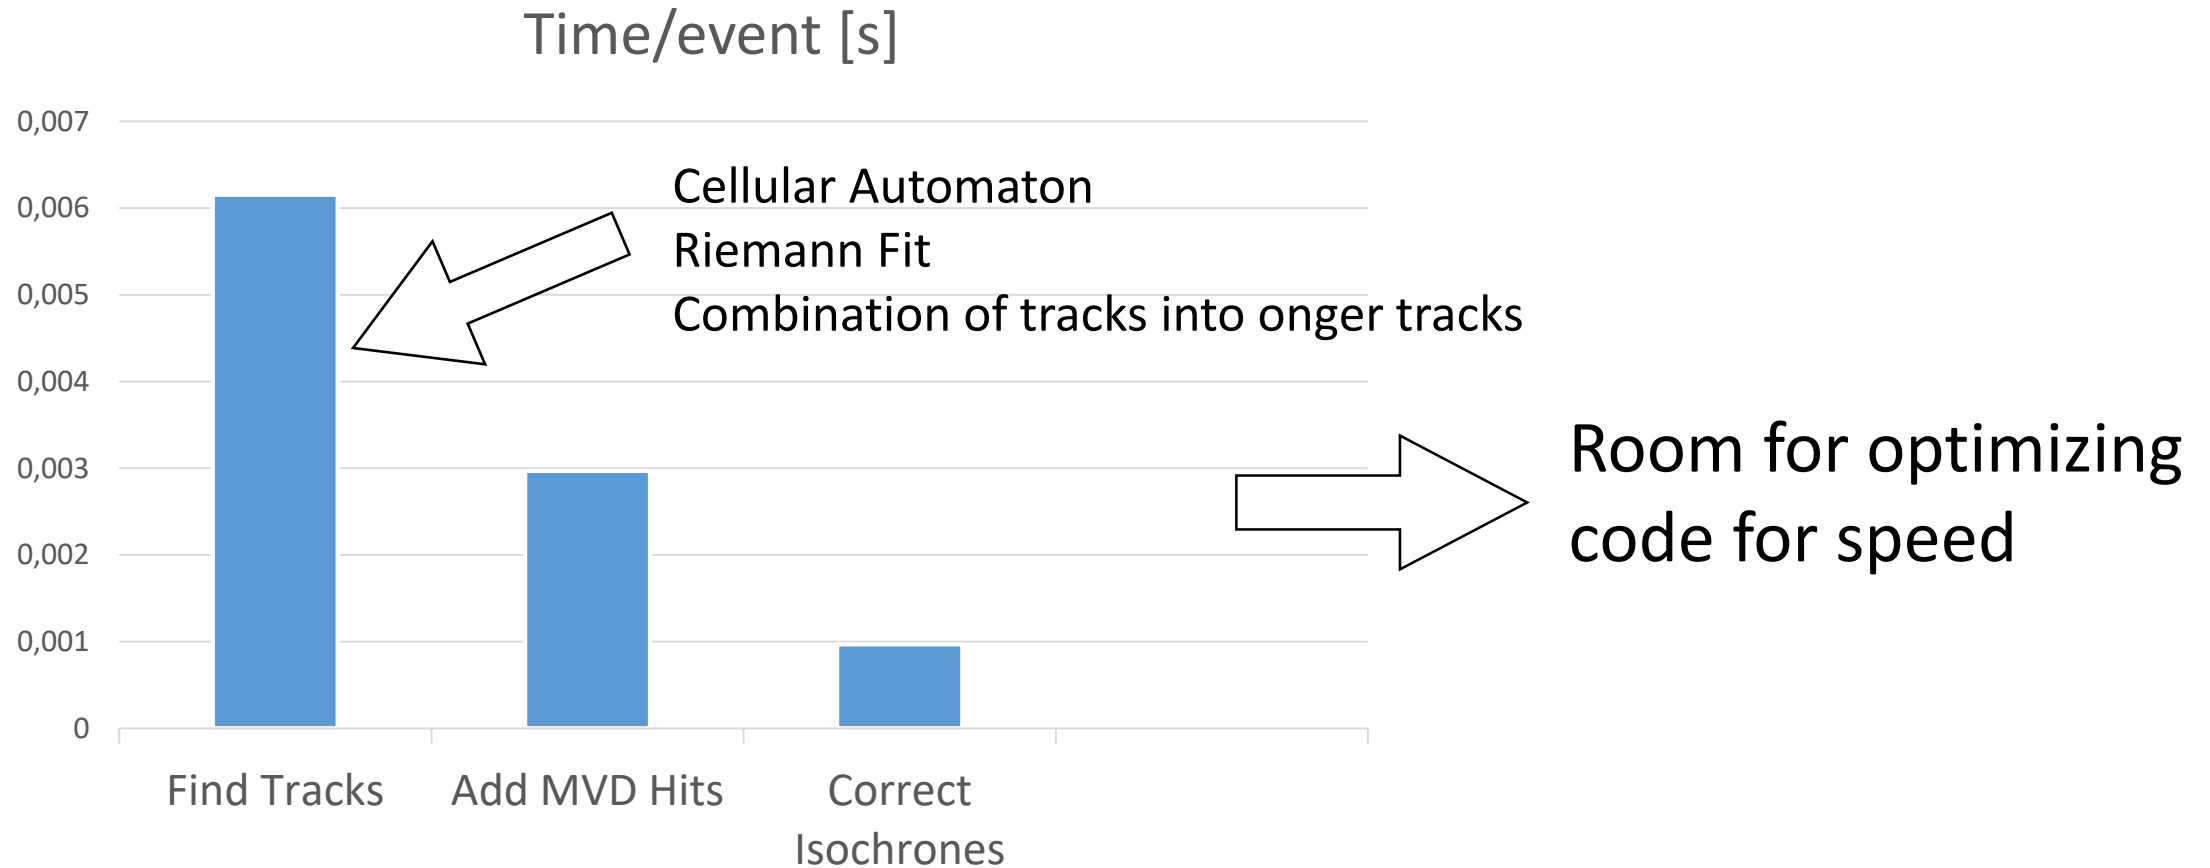 Time/event [s]
0,007
0,006
0,005
0,004
0,003
0,002
0,001
0
Cellular Automaton
Riemann Fit
Combination of tracks into onger tracks
Room for optimizing
code for speed
Find Tracks
Add MVD Hits
Correct
Isochrones